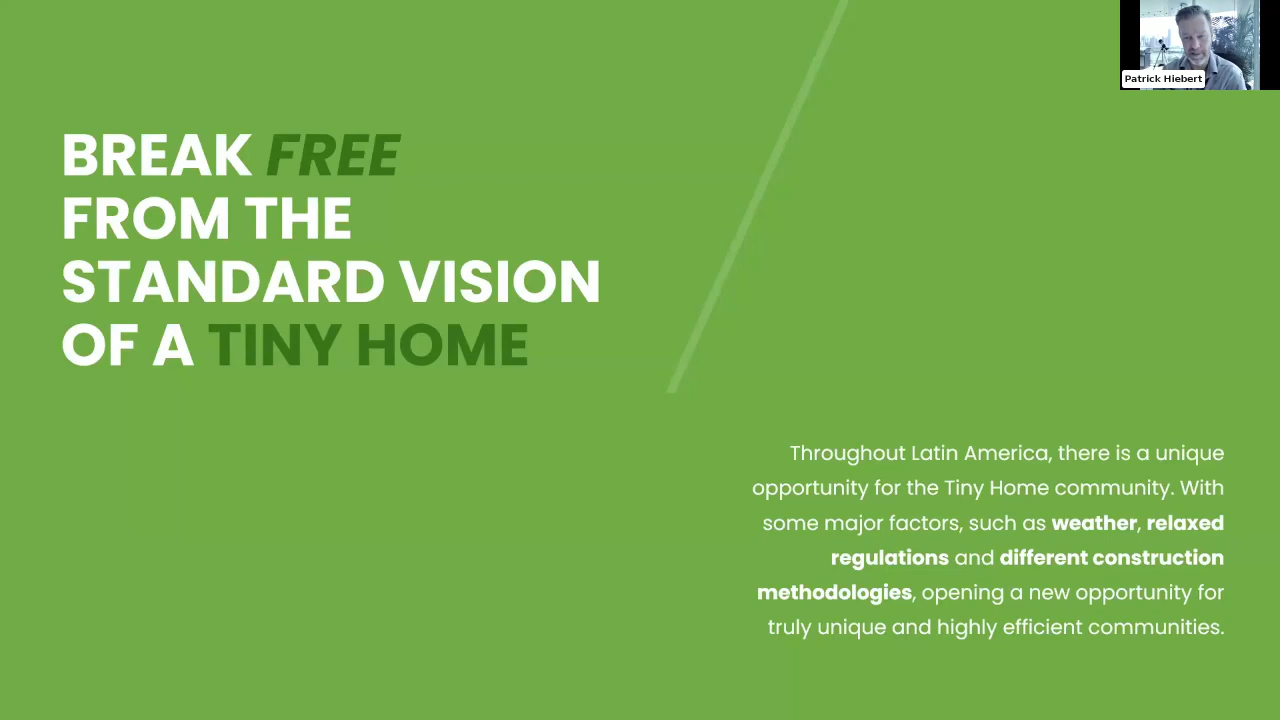 Patrick Hiebert
BREAK FREE
FROM THE
STANDARD VISION
OF A TINY HOME
Throughout Latin America, there is a unique
opportunity for the Tiny Home community. With
some major factors, such as weather, relaxed
regulations and different construction
methodologies, opening a new opportunity for
truly unique and highly efficient communities.